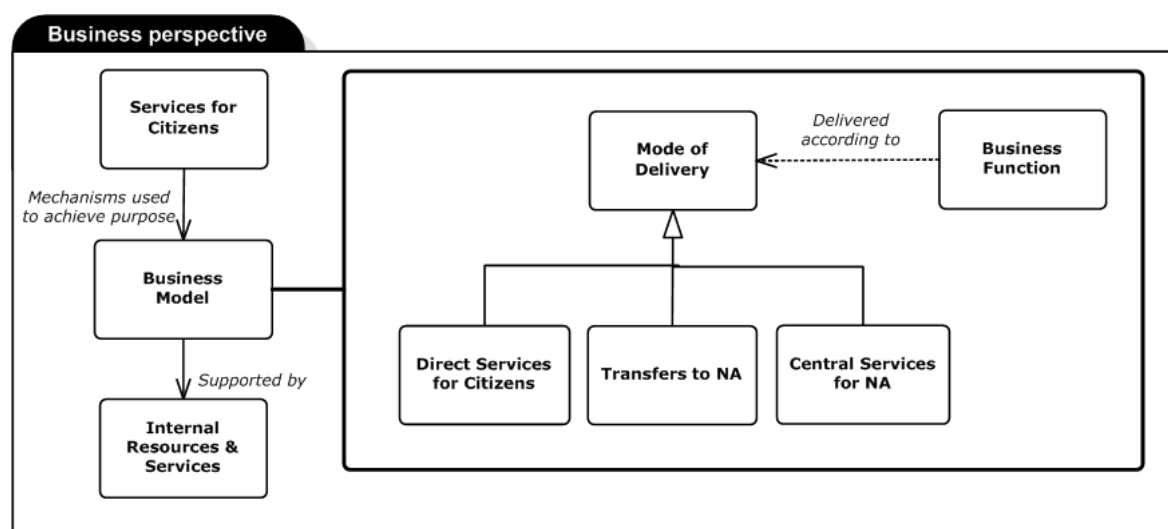 Business perspective
Services for
Citizens
Mechanisms used
to achieve purpose
Business
Model
Supported by
Internal
Resources &
Services
Mode of
Delivery
Delivered
according to
Business
Function
Direct Services
for Citizens
Transfers to NA
Central Services
for NA